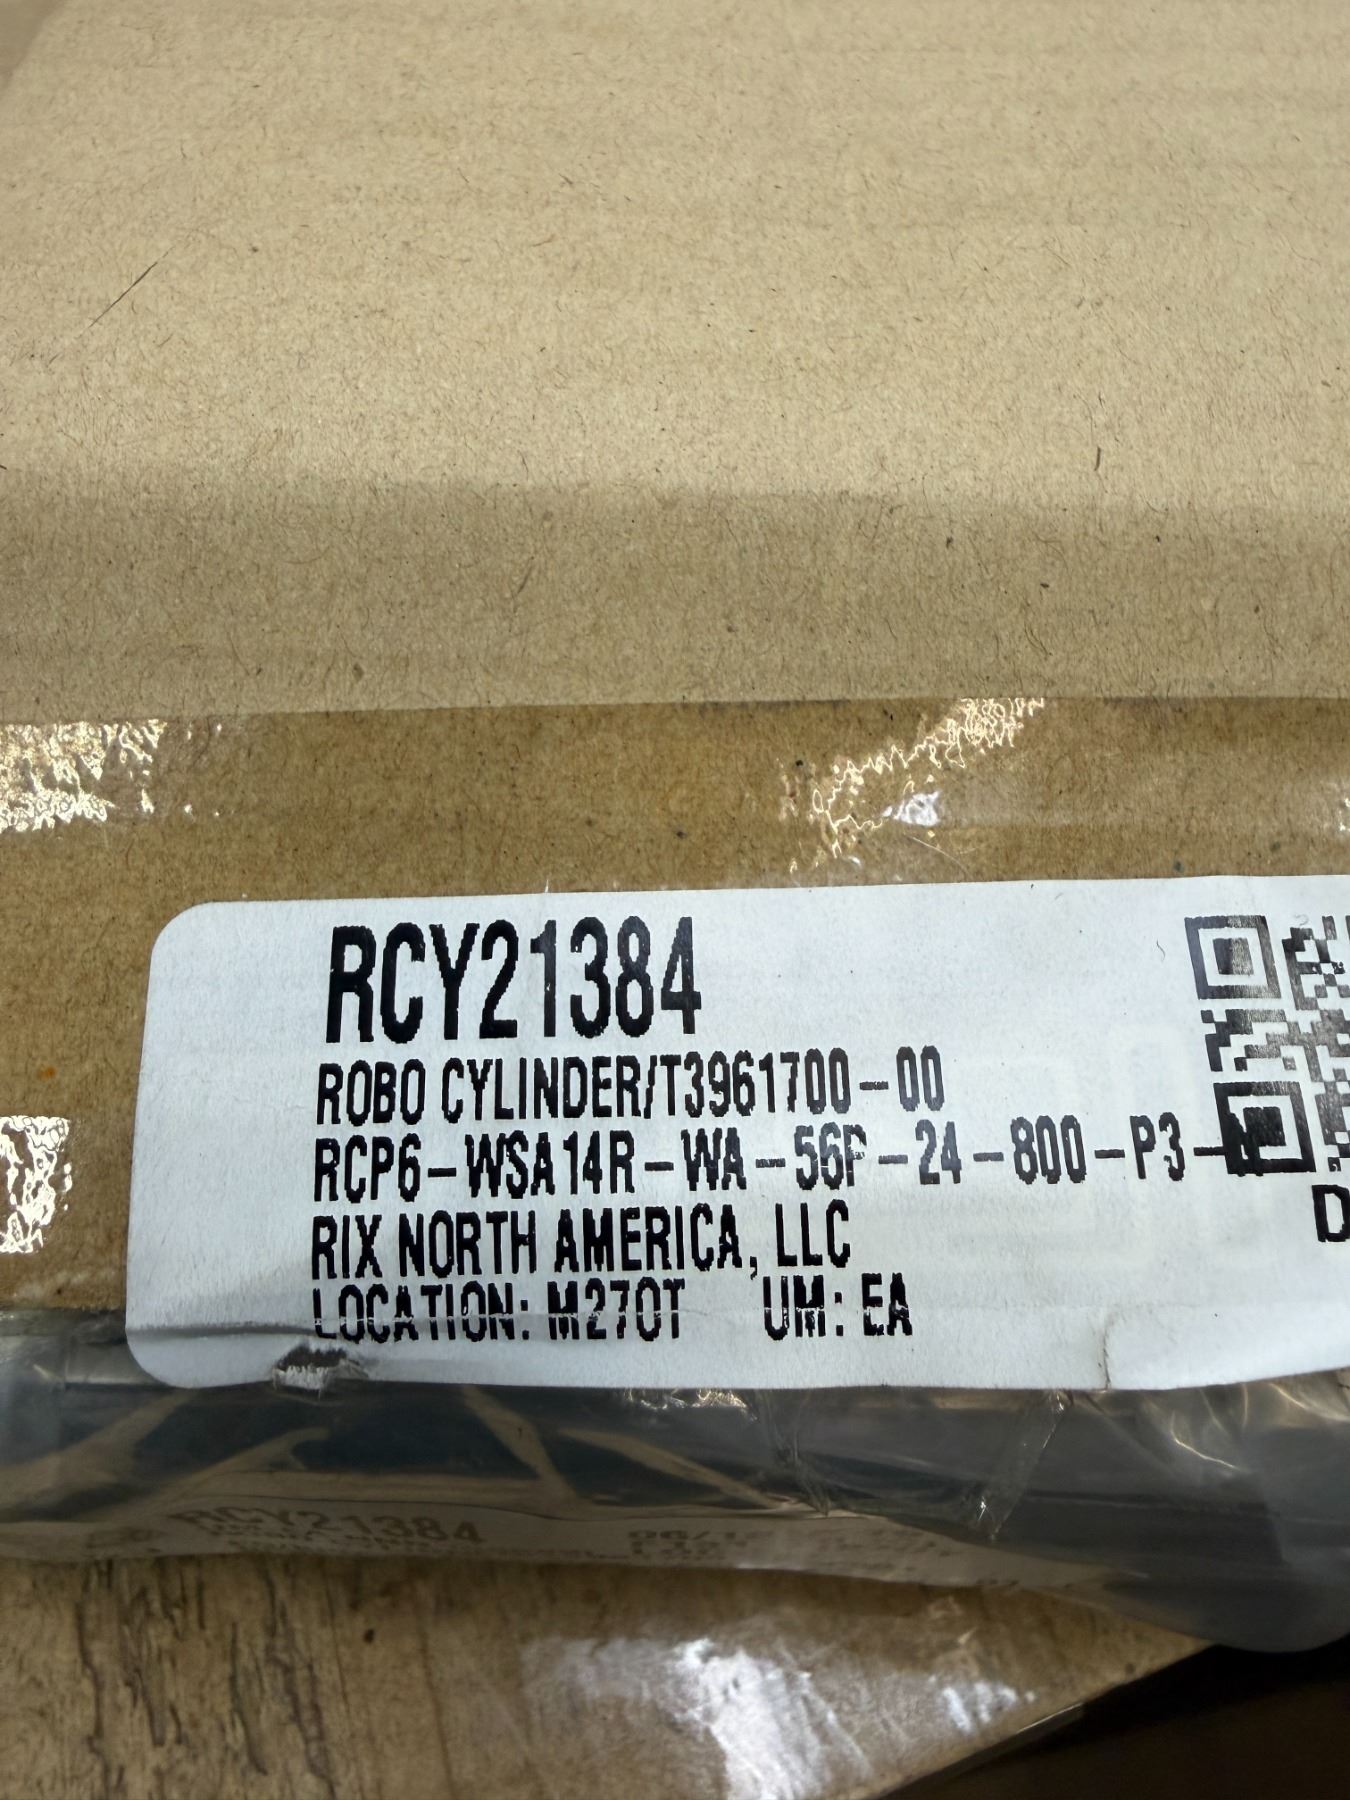 RCY21384
ROBO CYLINDER/T3961700-00
RCP6-WSA14R-WA-56P-24-800-P3-
RIX NORTH AMERICA, LLC
D
LOCATION: M270T UM: EA
RCY21384